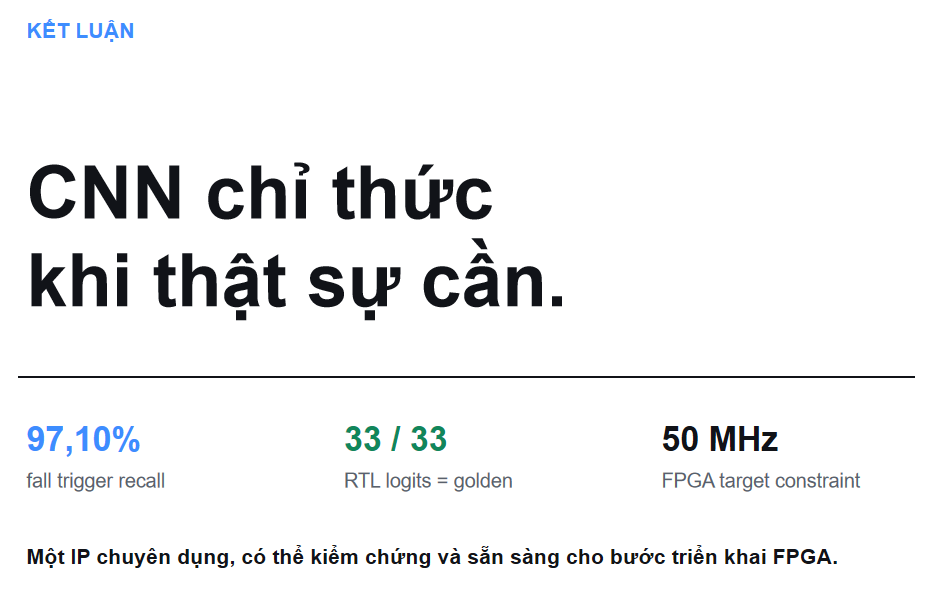 KẾT LUẬN
CNN chỉ thức
khi thật sự cần.
97,10%
fall trigger recall
33 / 33
RTL logits = golden
50 MHz
FPGA target constraint
Một IP chuyên dụng, có thể kiểm chứng và sẵn sàng cho bước triển khai FPGA.